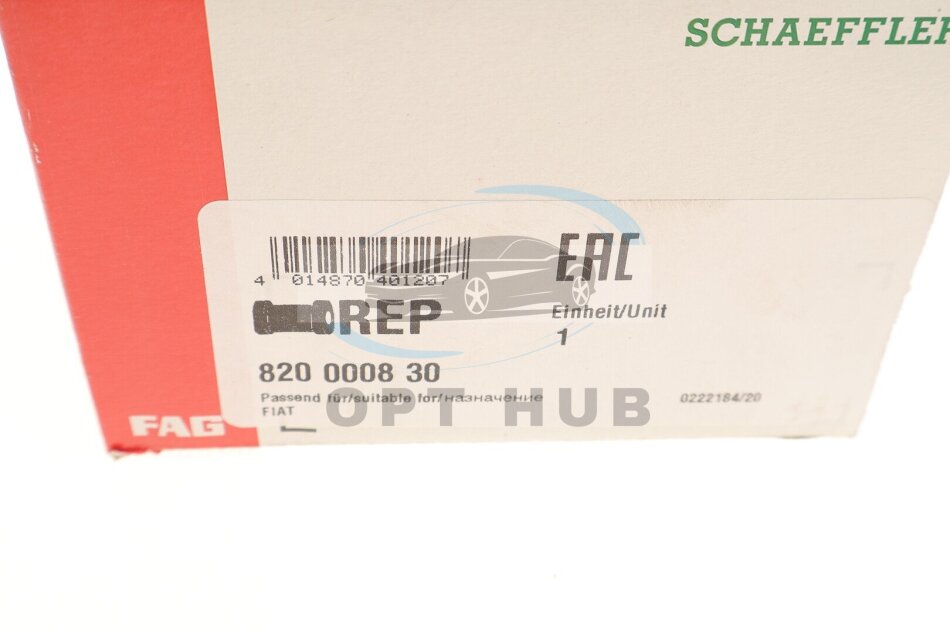 SCHAEFFLER
EAC
4 014870 401207
REP
Einheit/Unit
1
820 0008 30
Passend für/suitable for/назначение
FIAT
0222184/20
OPT HUB
FAG